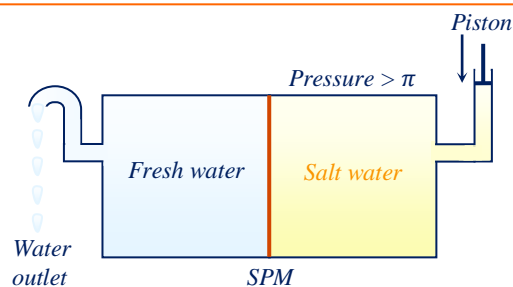 Piston
Pressure > π
Fresh water
Salt water
Water
outlet
SPM